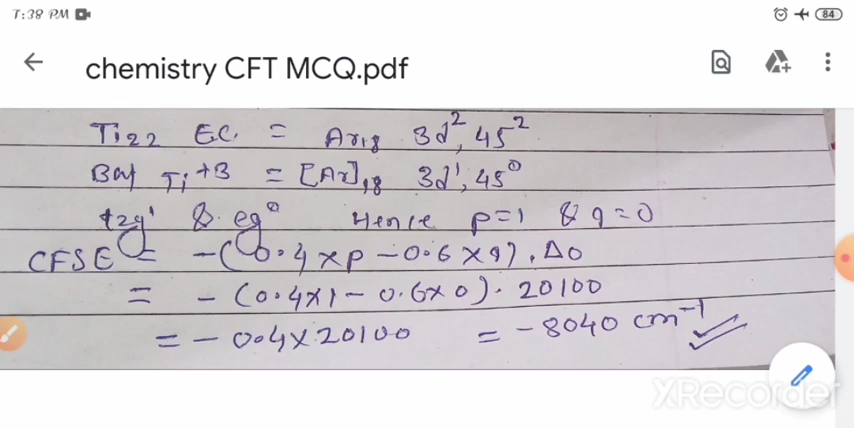 7:38 PM
84
chemistry CFT MCQ.pdf
Ti22 E.C. = Ar18 3d², 4S²
But Ti+3 = [Ar]18 3d¹, 4S⁰
t2g¹ & eg⁰ Hence p=1 & q=0
CFSE = -(0.4×p-0.6×q).Δo
= -(0.4×1-0.6×0).20100
= -0.4×20100 = -8040 cm⁻¹
XRecorder